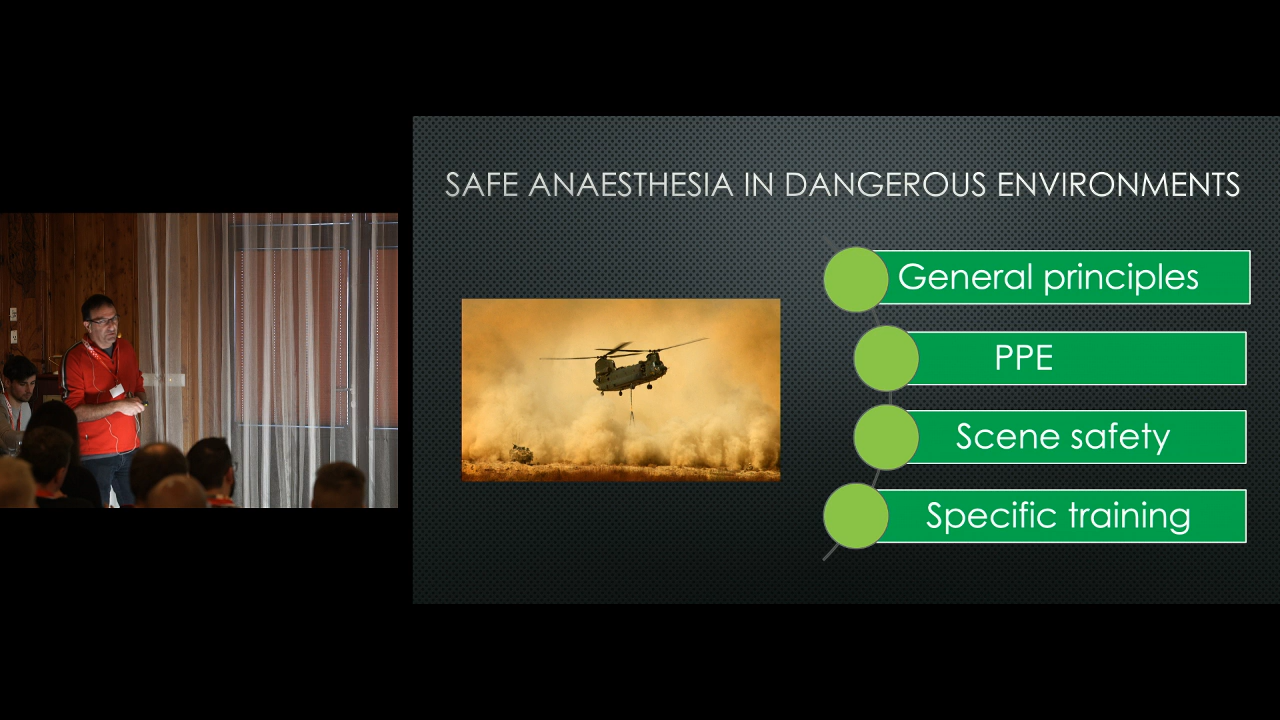 SAFE ANAESTHESIA IN DANGEROUS ENVIRONMENTS
General principles
PPE
Scene safety
Specific training